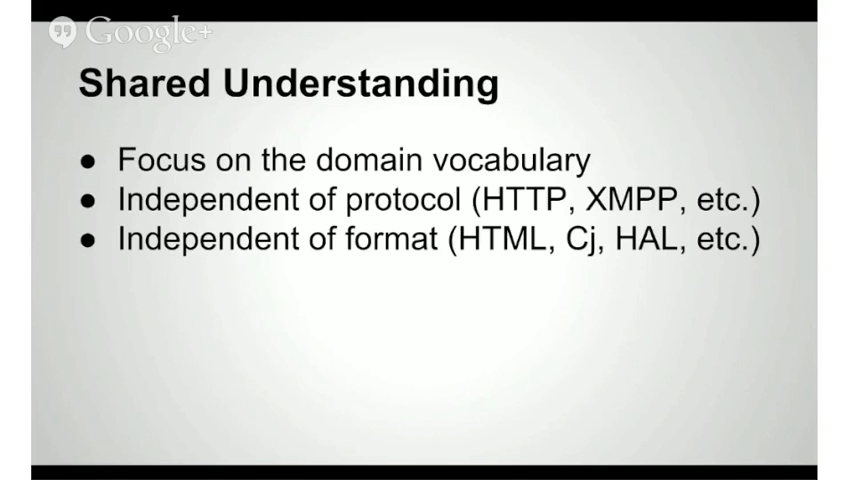 Google+
Shared Understanding
● Focus on the domain vocabulary
● Independent of protocol (HTTP, XMPP, etc.)
● Independent of format (HTML, Cj, HAL, etc.)